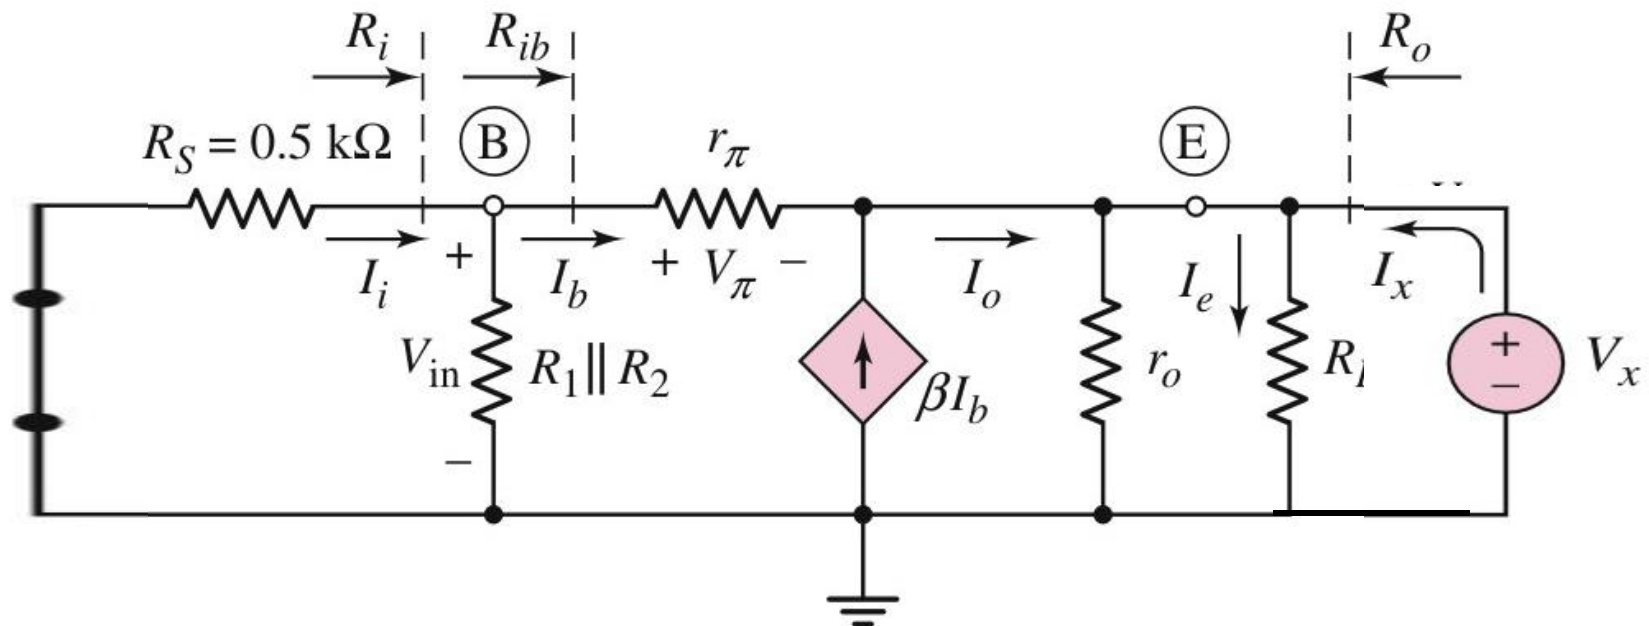 R_i R_ib R_o
R_S = 0.5 kΩ B r_π E
I_i + I_b + V_π − I_o I_e I_x
V_in R_1 || R_2 βI_b r_o + − V_x
−